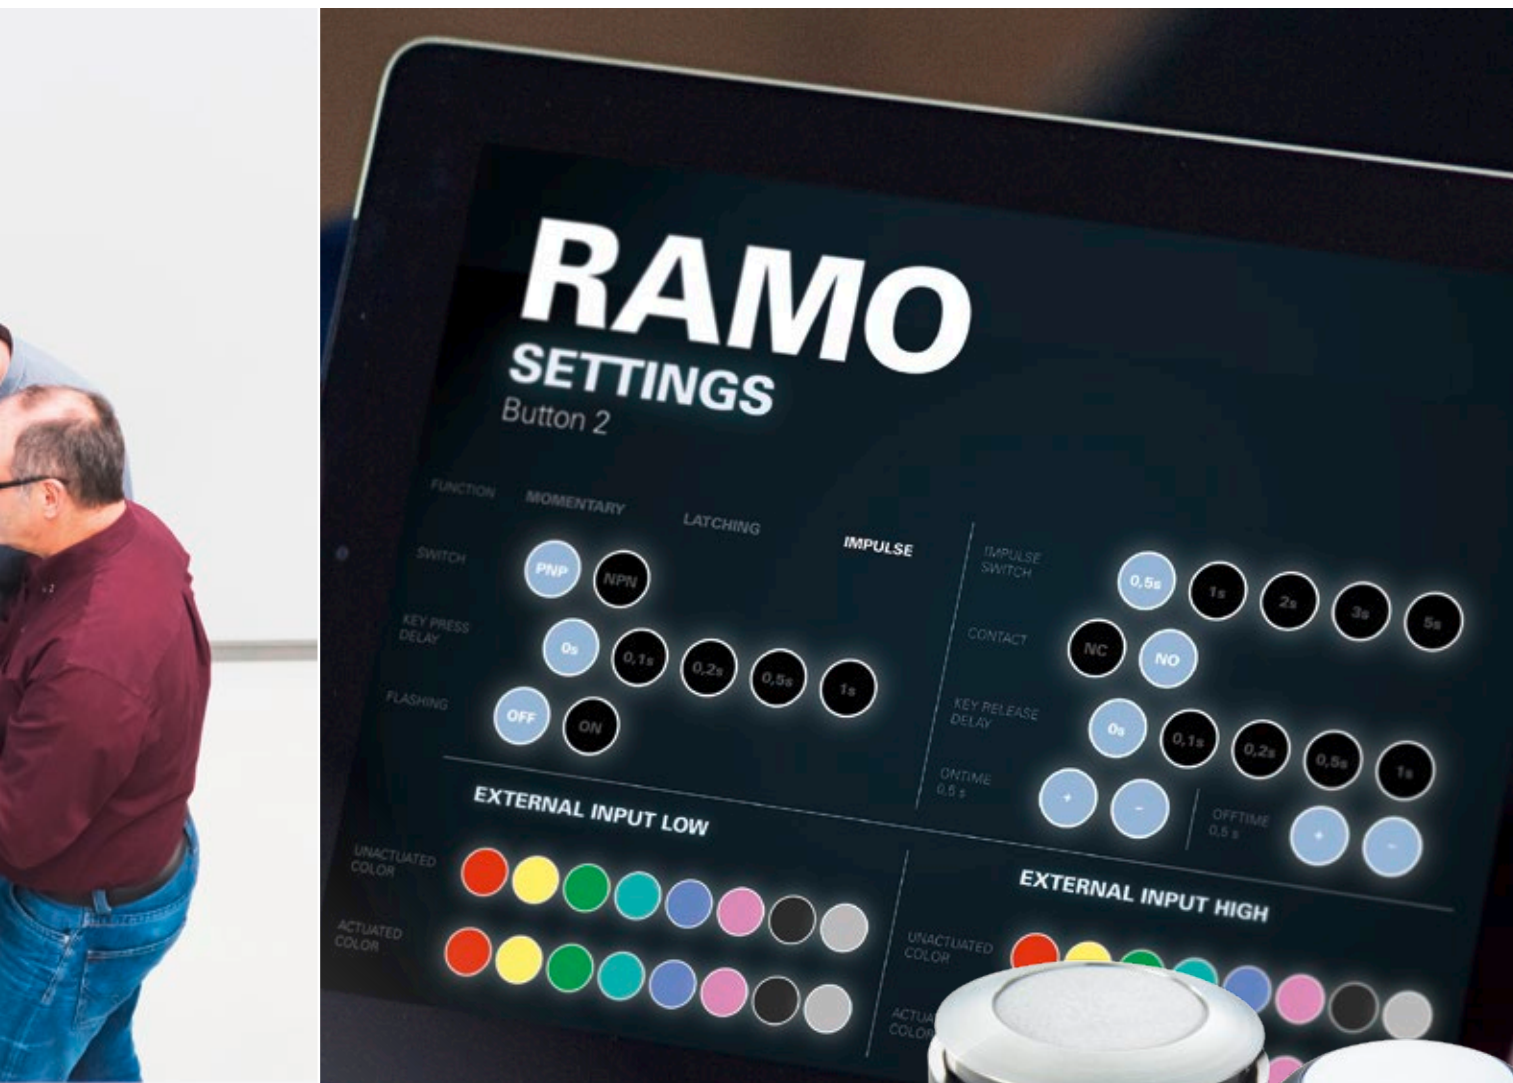 RAMO
SETTINGS
Button 2
FUNCTION MOMENTARY LATCHING IMPULSE
SWITCH PNP NPN
KEY PRESS
DELAY
0s 0,1s 0,2s 0,5s 1s
FLASHING OFF ON
IMPULSE
SWITCH
0,5s 1s 2s 3s 5s
CONTACT NC NO
KEY RELEASE
DELAY
0s 0,1s 0,2s 0,5s 1s
ONTIME
0,5 s
+ -
OFFTIME
0,5 s
+ -
EXTERNAL INPUT LOW
UNACTUATED
COLOR
ACTUATED
COLOR
EXTERNAL INPUT HIGH
UNACTUATED
COLOR
COLOR